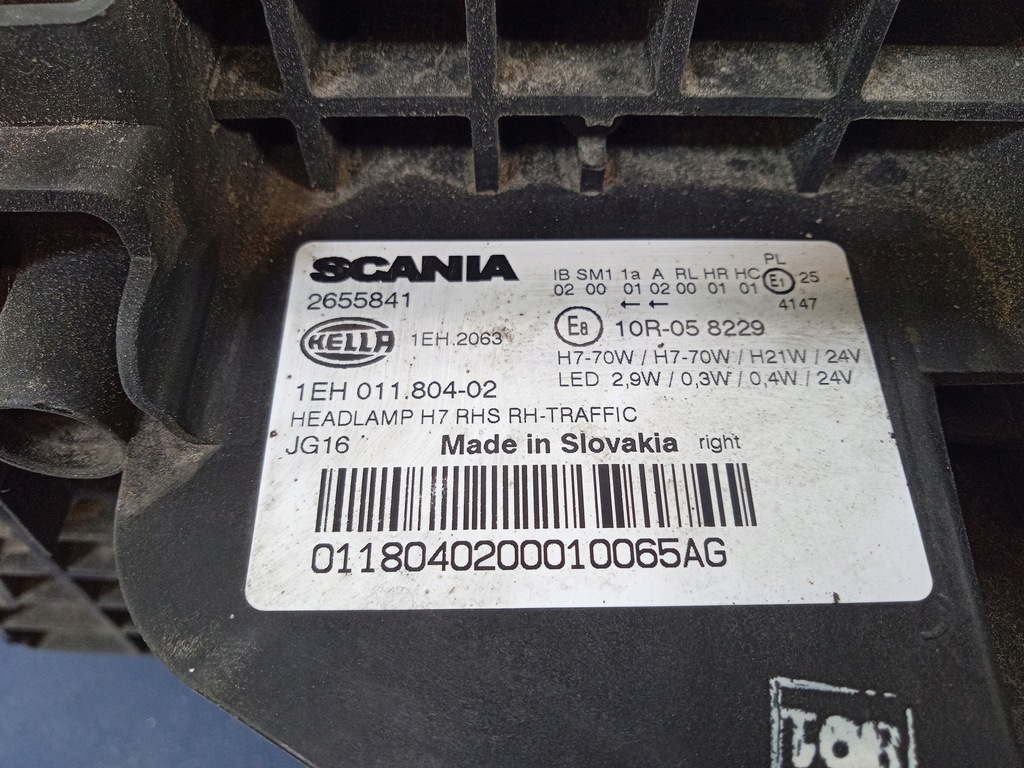 SCANIA
2655841
HELLA 1EH.2063
1EH 011.804-02
HEADLAMP H7 RHS RH-TRAFFIC
JG16 Made in Slovakia right
IB SM1 1a A RL HR HC PL
02 00 01 02 00 01 01 E1 25
← ← 4147
E8 10R-05 8229
H7-70W / H7-70W / H21W / 24V
LED 2,9W / 0,3W / 0,4W / 24V
0118040200010065AG